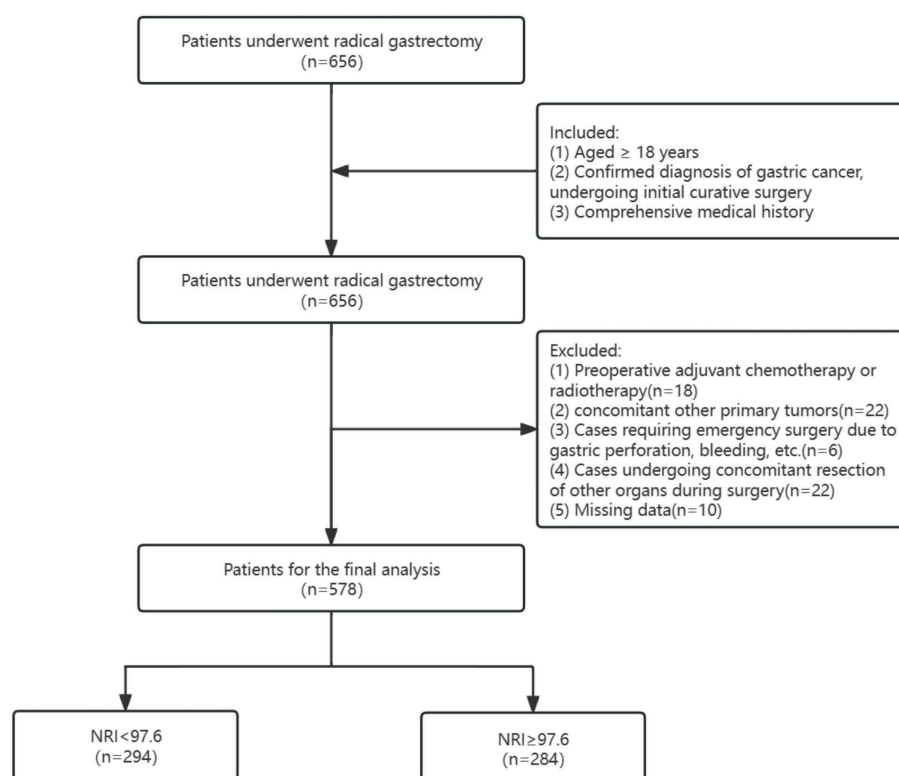 Patients underwent radical gastrectomy
(n=656)
Included:
(1) Aged ≥ 18 years
(2) Confirmed diagnosis of gastric cancer,
undergoing initial curative surgery
(3) Comprehensive medical history
Patients underwent radical gastrectomy
(n=656)
Excluded:
(1) Preoperative adjuvant chemotherapy or
radiotherapy(n=18)
(2) concomitant other primary tumors(n=22)
(3) Cases requiring emergency surgery due to
gastric perforation, bleeding, etc.(n=6)
(4) Cases undergoing concomitant resection
of other organs during surgery(n=22)
(5) Missing data(n=10)
Patients for the final analysis
(n=578)
NRI<97.6
(n=294)
NRI≥97.6
(n=284)